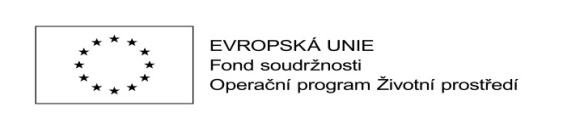 EVROPSKÁ UNIE
Fond soudržnosti
Operační program Životní prostředí